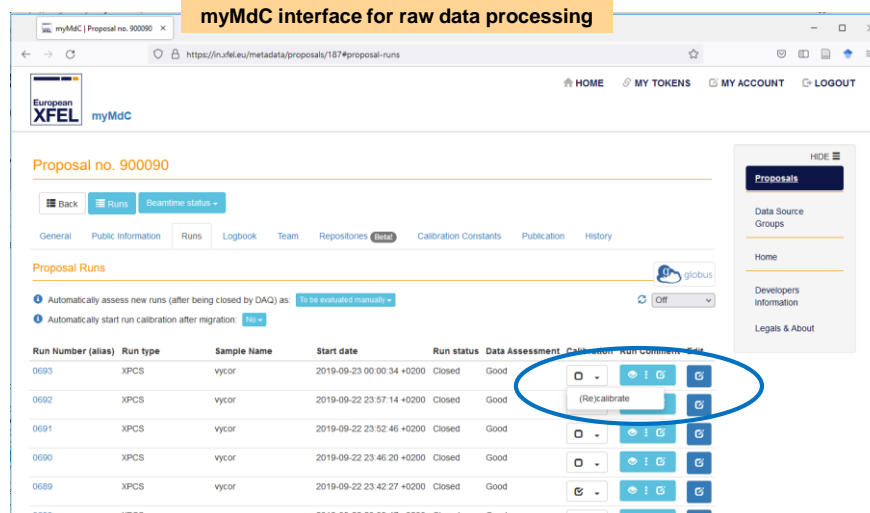 myMdC interface for raw data processing
myMdC | Proposal no. 900090 ×
https://in.xfel.eu/metadata/proposals/187#proposal-runs
HOME MY TOKENS MY ACCOUNT LOGOUT
European
XFEL myMdC
HIDE
Proposal no. 900090
Proposals
Back Runs Beamtime status
Data Source
Groups
General Public Information Runs Logbook Team Repositories Beta! Calibration Constants Publication History
Home
Proposal Runs
globus
Developers
Information
Automatically assess new runs (after being closed by DAQ) as: To be evaluated manually
Off
Automatically start run calibration after migration: No
Legals & About
Run Number (alias) Run type Sample Name Start date Run status Data Assessment Calibration Run Comment Edit
0693 XPCS vycor 2019-09-23 00:00:34 +0200 Closed Good
(Re)calibrate
0692 XPCS vycor 2019-09-22 23:57:14 +0200 Closed Good
0691 XPCS vycor 2019-09-22 23:52:46 +0200 Closed Good
0690 XPCS vycor 2019-09-22 23:46:20 +0200 Closed Good
0689 XPCS vycor 2019-09-22 23:42:27 +0200 Closed Good